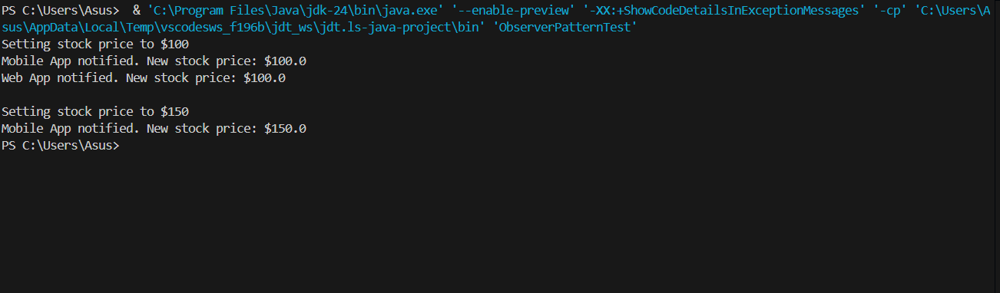 PS C:\Users\Asus>  & 'C:\Program Files\Java\jdk-24\bin\java.exe' '--enable-preview' '-XX:+ShowCodeDetailsInExceptionMessages' '-cp' 'C:\Users\A
sus\AppData\Local\Temp\vscodesws_f196b\jdt_ws\jdt.ls-java-project\bin' 'ObserverPatternTest'
Setting stock price to $100
Mobile App notified. New stock price: $100.0
Web App notified. New stock price: $100.0

Setting stock price to $150
Mobile App notified. New stock price: $150.0
PS C:\Users\Asus>